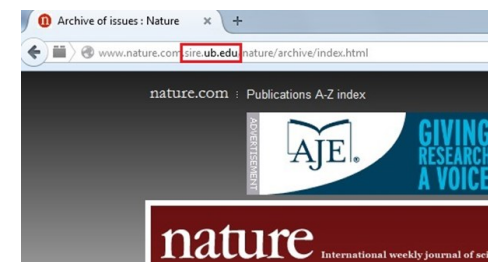 Archive of issues : Nature × +
www.nature.com.sire.ub.edu/nature/archive/index.html
nature.com : Publications A-Z index
ADVERTISEMENT
AJE.
GIVING
RESEARCH
A VOICE
nature
International weekly journal of sci